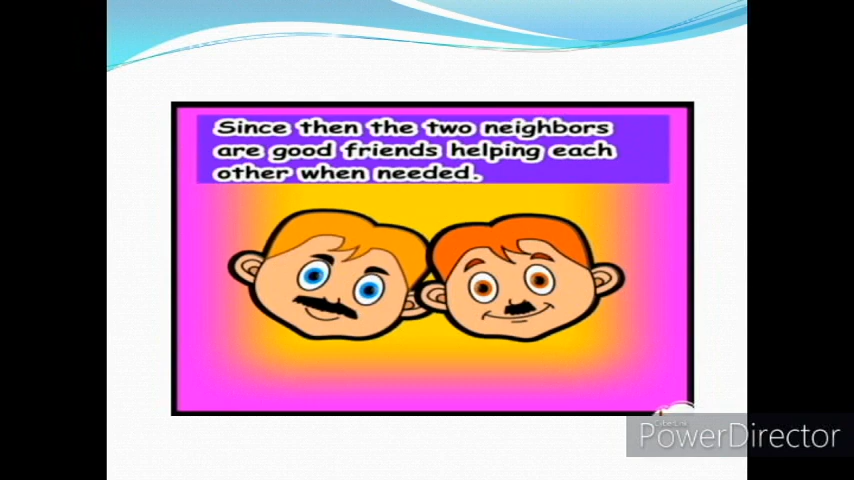 Since then the two neighbors
are good friends helping each
other when needed.
PowerDirector